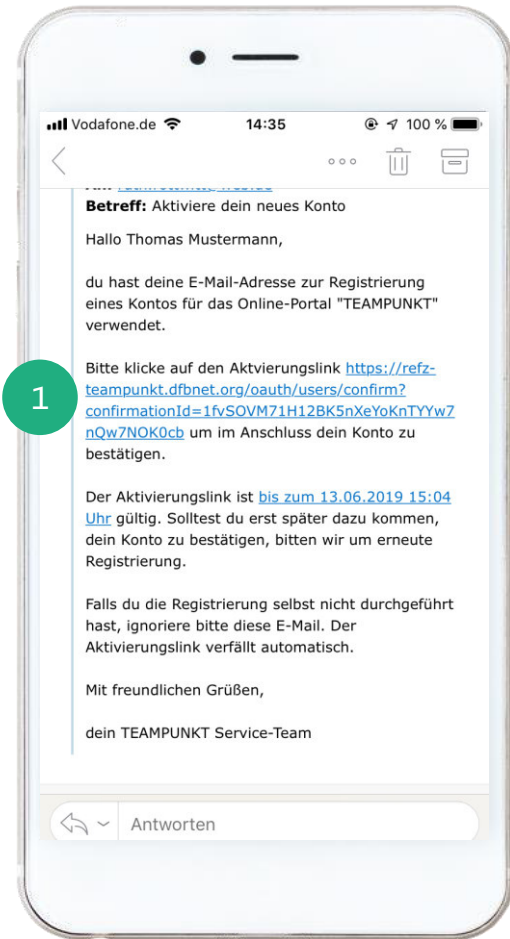 Vodafone.de 14:35 100 %
Betreff: Aktiviere dein neues Konto
Hallo Thomas Mustermann,
du hast deine E-Mail-Adresse zur Registrierung
eines Kontos für das Online-Portal "TEAMPUNKT"
verwendet.
Bitte klicke auf den Aktvierungslink https://refz-
1
teampunkt.dfbnet.org/oauth/users/confirm?
confirmationId=1fvSOVM71H12BK5nXeYoKnTYYw7
nQw7NOK0cb um im Anschluss dein Konto zu
bestätigen.
Der Aktivierungslink ist bis zum 13.06.2019 15:04
Uhr gültig. Solltest du erst später dazu kommen,
dein Konto zu bestätigen, bitten wir um erneute
Registrierung.
Falls du die Registrierung selbst nicht durchgeführt
hast, ignoriere bitte diese E-Mail. Der
Aktivierungslink verfällt automatisch.
Mit freundlichen Grüßen,
dein TEAMPUNKT Service-Team
Antworten